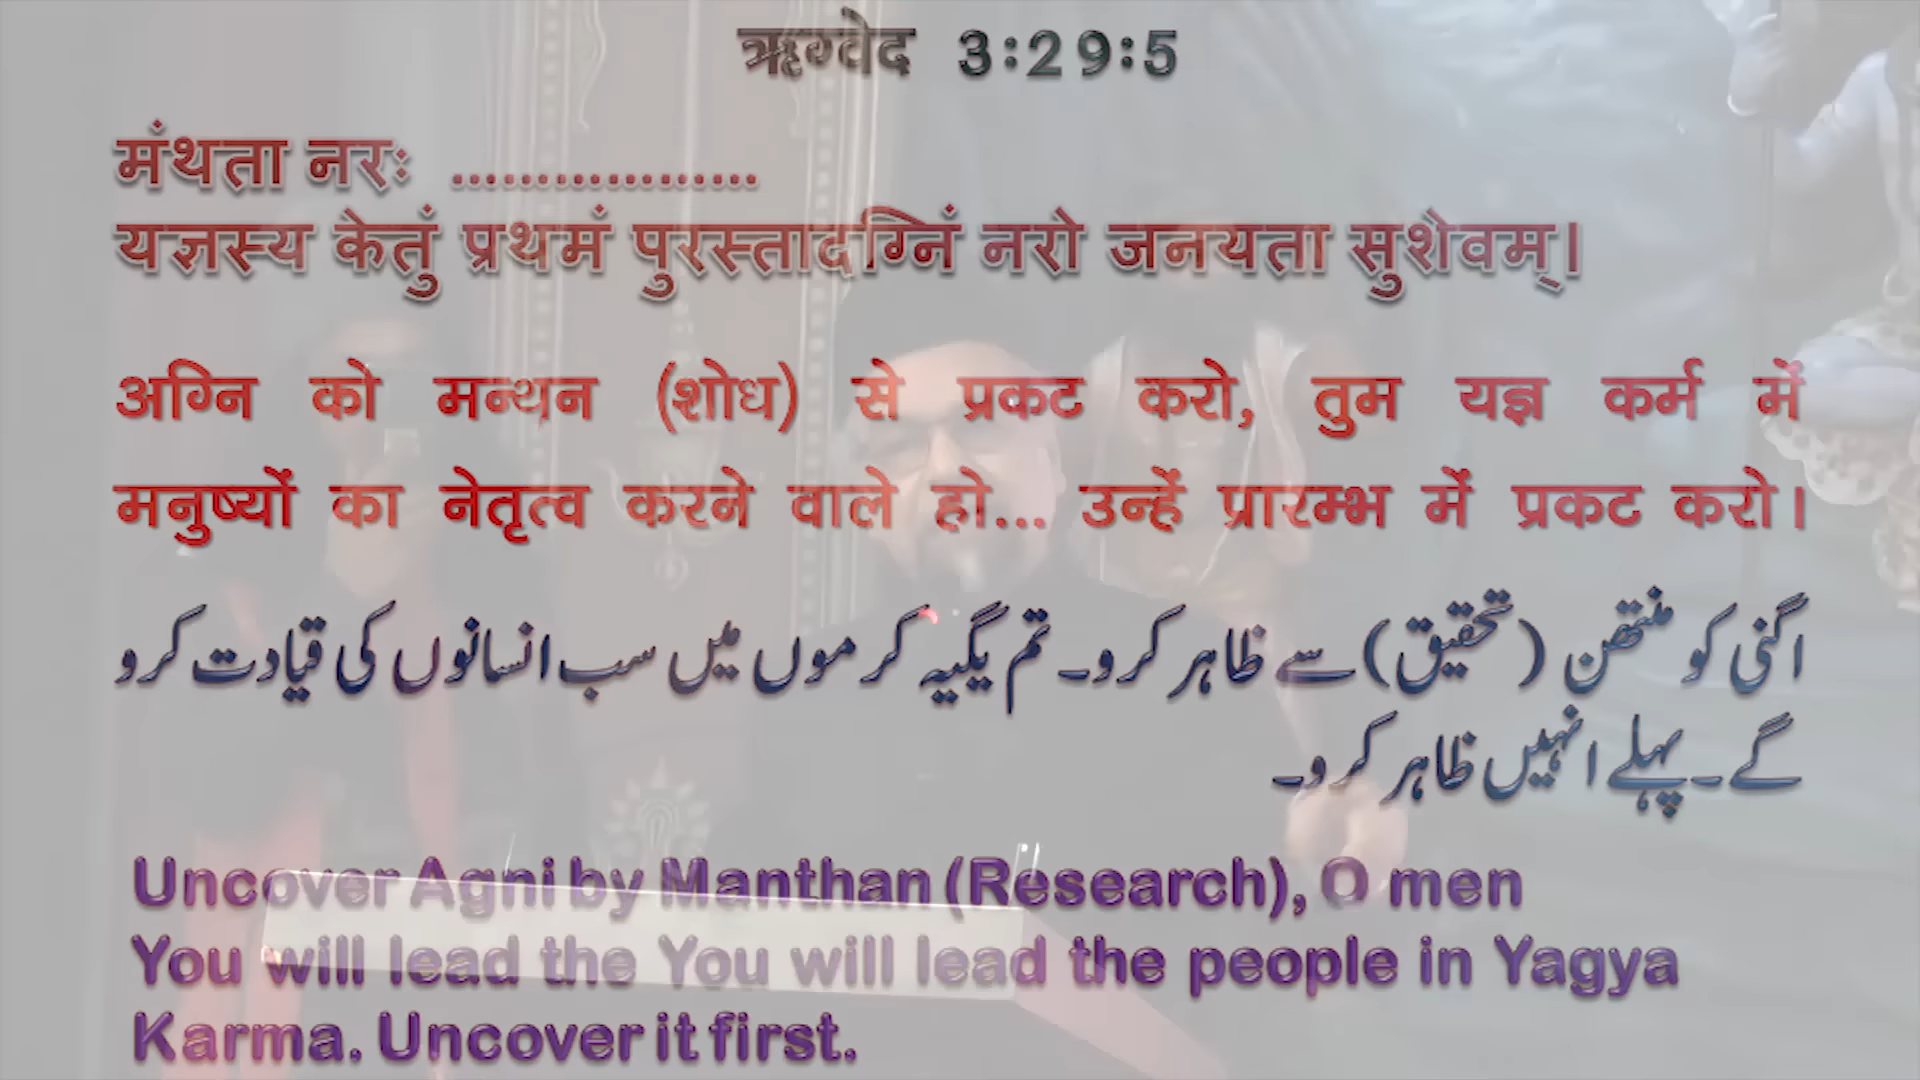 ऋग्वेद 3:29:5
मंथता नरः ..................
यज्ञस्य केतुं प्रथमं पुरस्तादग्निं नरो जनयता सुशेवम्।
अग्नि को मन्थन (शोध) से प्रकट करो, तुम यज्ञ कर्म में
मनुष्यों का नेतृत्व करने वाले हो... उन्हें प्रारम्भ में प्रकट करो।
اگنی کو منتھن (تحقیق) سے ظاہر کرو۔ تم یگیہ کرموں میں سب انسانوں کی قیادت کرو
گے۔ پہلے انہیں ظاہر کرو۔
Uncover Agni by Manthan (Research), O men
You will lead the You will lead the people in Yagya
Karma. Uncover it first.